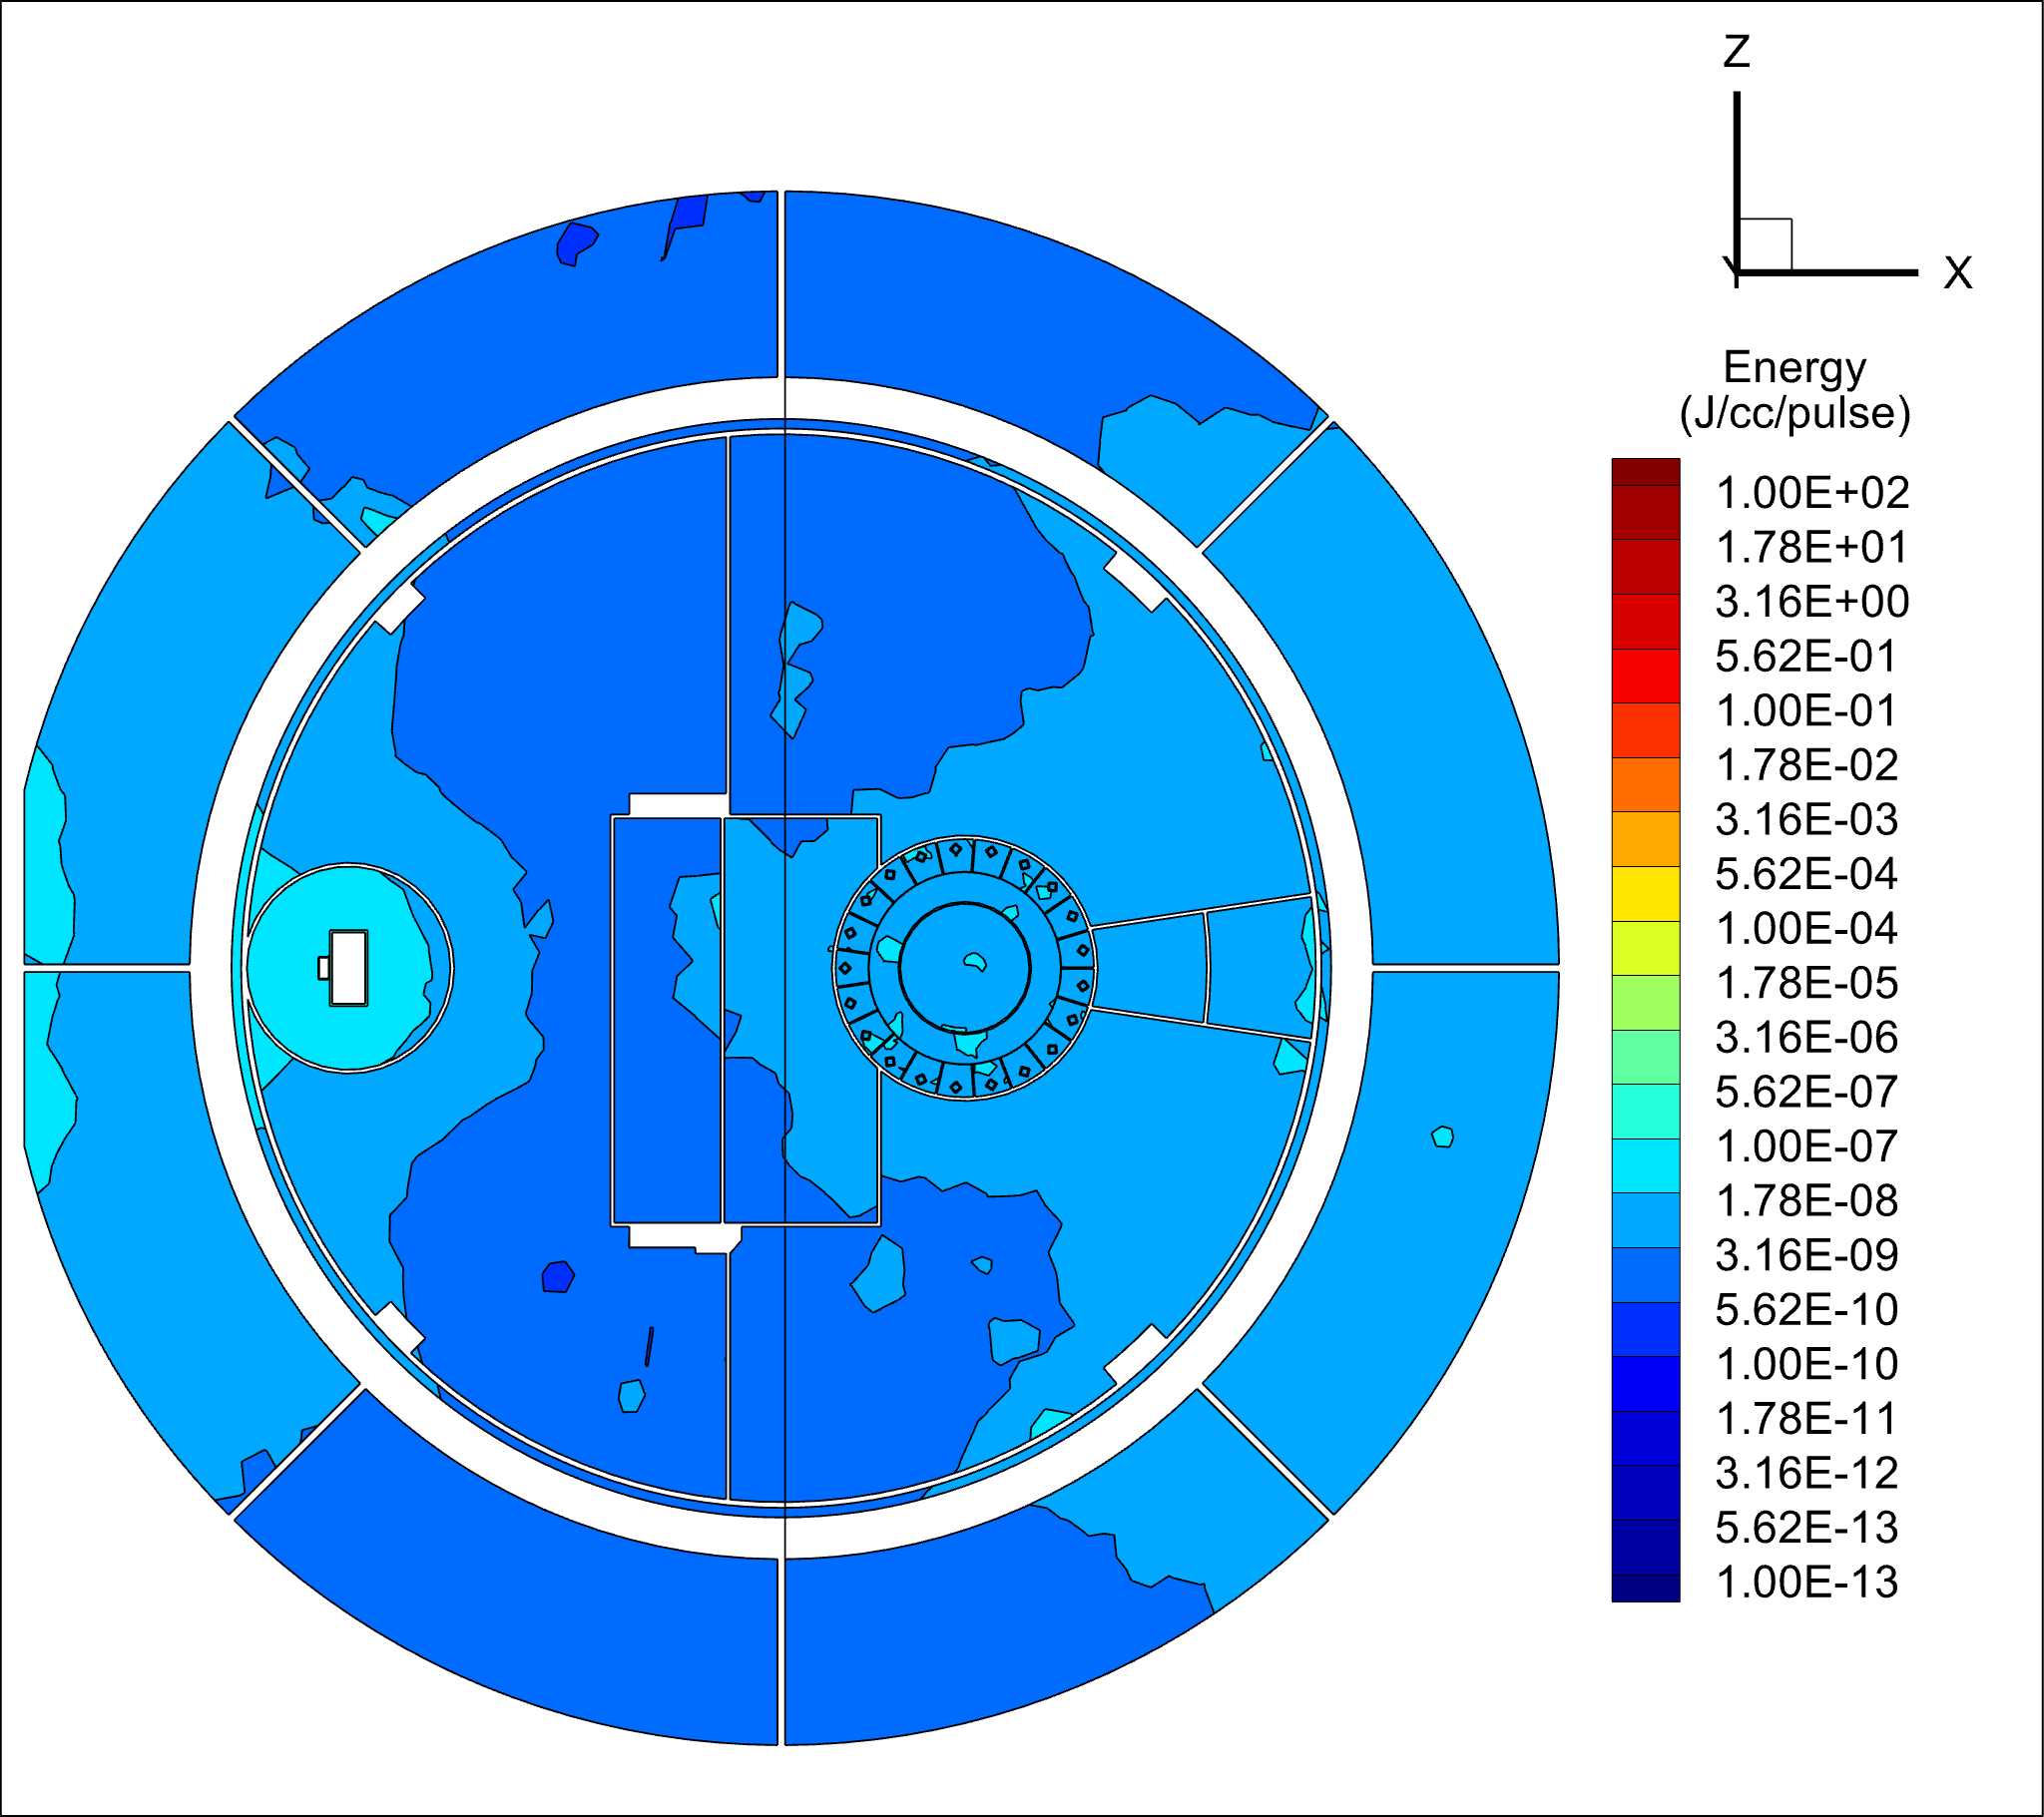 Z
Y
X
Energy
(J/cc/pulse)
1.00E+02
1.78E+01
3.16E+00
5.62E-01
1.00E-01
1.78E-02
3.16E-03
5.62E-04
1.00E-04
1.78E-05
3.16E-06
5.62E-07
1.00E-07
1.78E-08
3.16E-09
5.62E-10
1.00E-10
1.78E-11
3.16E-12
5.62E-13
1.00E-13